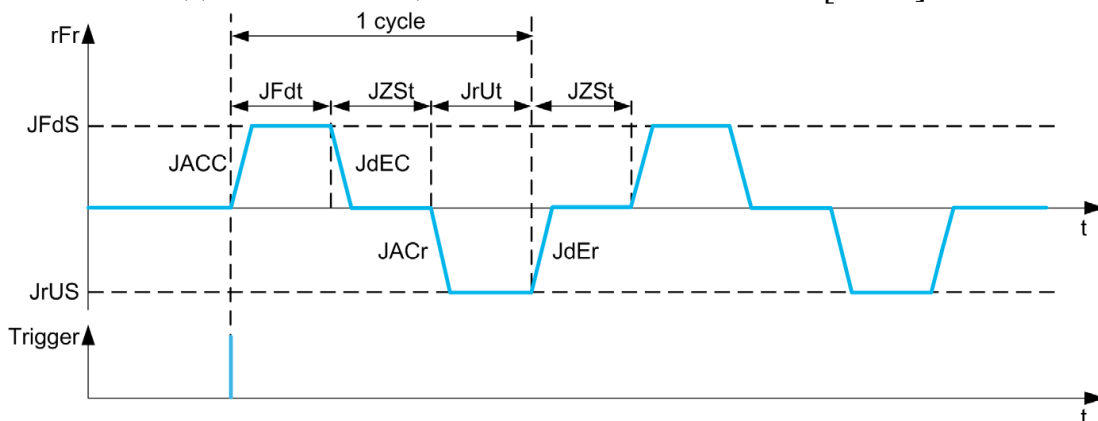 rFr
1 cycle
JFdt JZSt JrUt JZSt
JFdS
JACC JdEC
t
JACr JdEr
JrUS
Trigger
t